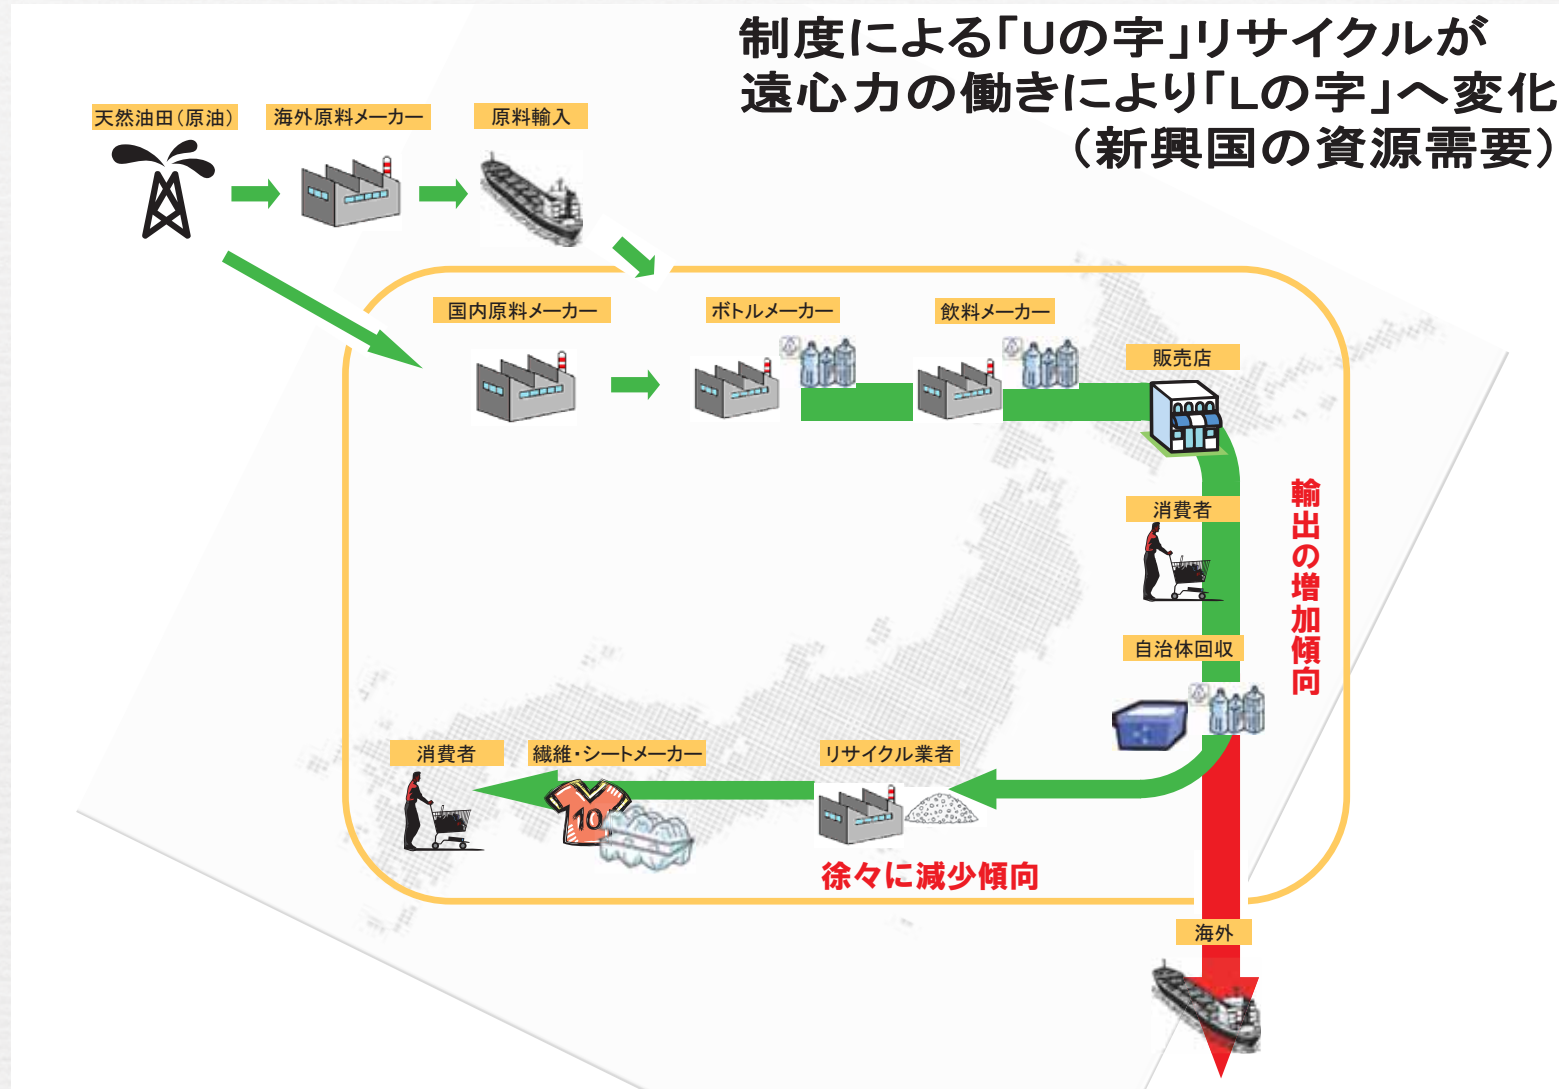 制度による「Uの字」リサイクルが
遠心力の働きにより「Lの字」へ変化
（新興国の資源需要）
天然油田（原油）
海外原料メーカー
原料輸入
国内原料メーカー
ボトルメーカー
飲料メーカー
販売店
消費者
輸出の増加傾向
自治体回収
消費者
繊維・シートメーカー
10
リサイクル業者
徐々に減少傾向
海外